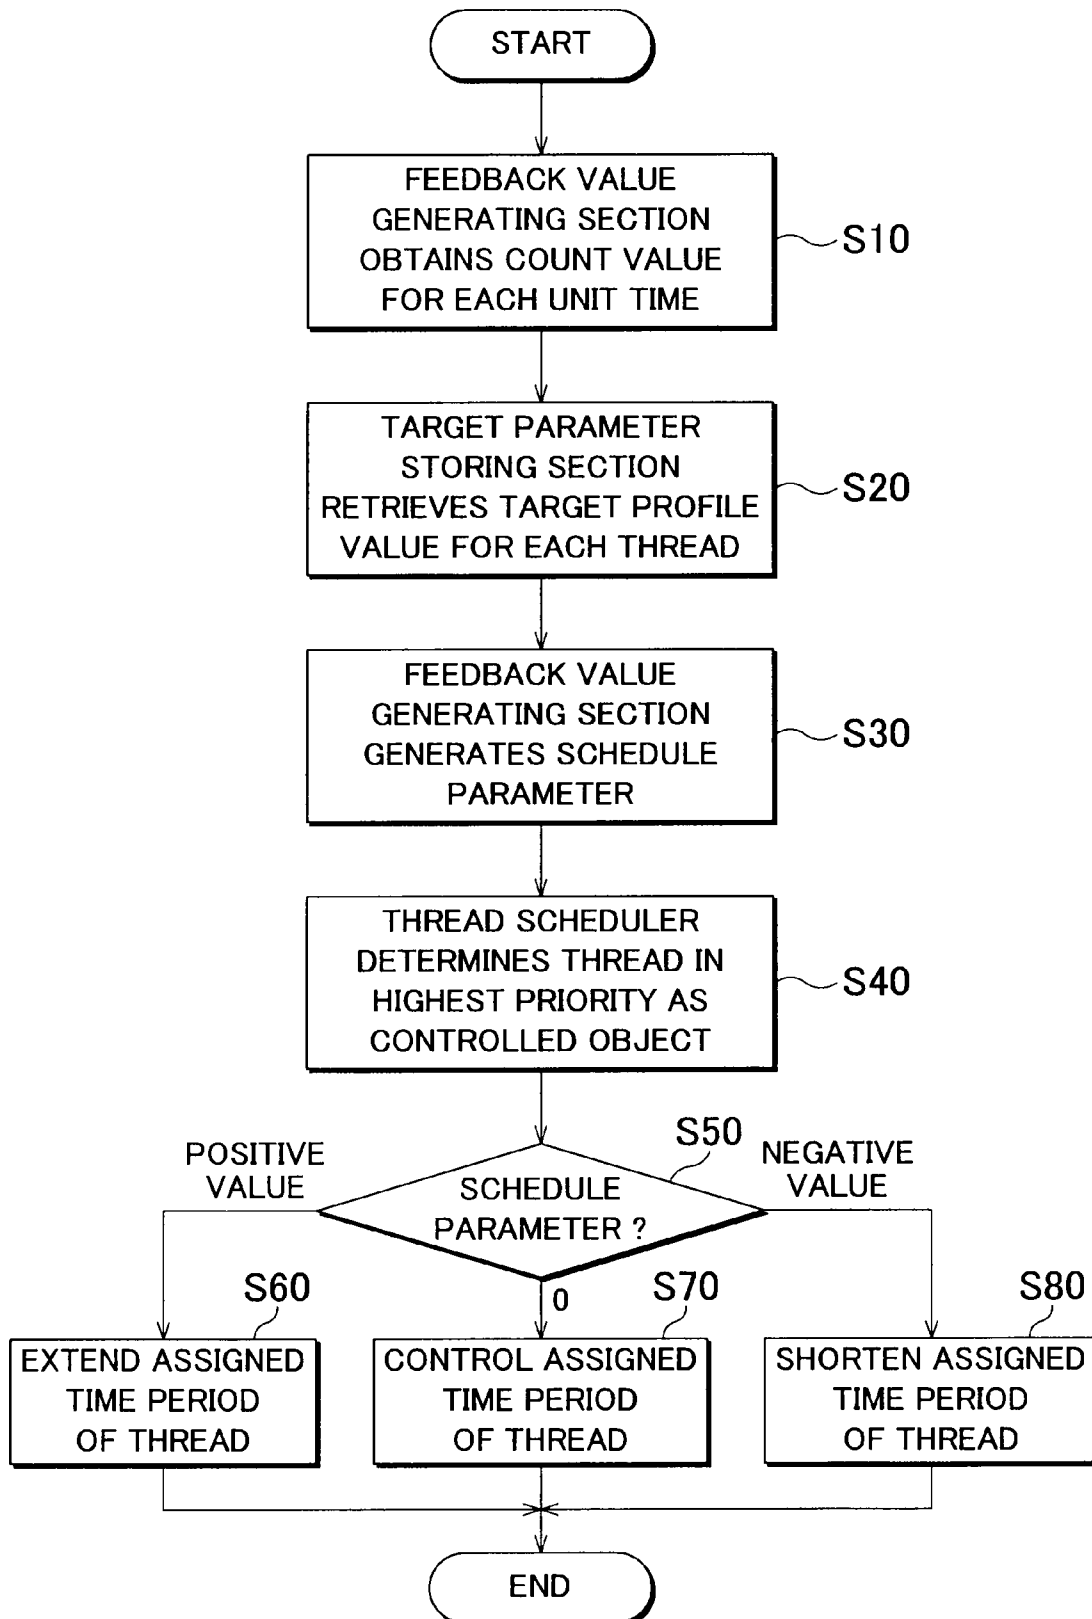 START
FEEDBACK VALUE
GENERATING SECTION
OBTAINS COUNT VALUE
FOR EACH UNIT TIME
S10
TARGET PARAMETER
STORING SECTION
RETRIEVES TARGET PROFILE
VALUE FOR EACH THREAD
S20
FEEDBACK VALUE
GENERATING SECTION
GENERATES SCHEDULE
PARAMETER
S30
THREAD SCHEDULER
DETERMINES THREAD IN
HIGHEST PRIORITY AS
CONTROLLED OBJECT
S40
S50
SCHEDULE
PARAMETER ?
POSITIVE
VALUE
0
NEGATIVE
VALUE
S60
EXTEND ASSIGNED
TIME PERIOD
OF THREAD
S70
CONTROL ASSIGNED
TIME PERIOD
OF THREAD
S80
SHORTEN ASSIGNED
TIME PERIOD
OF THREAD
END